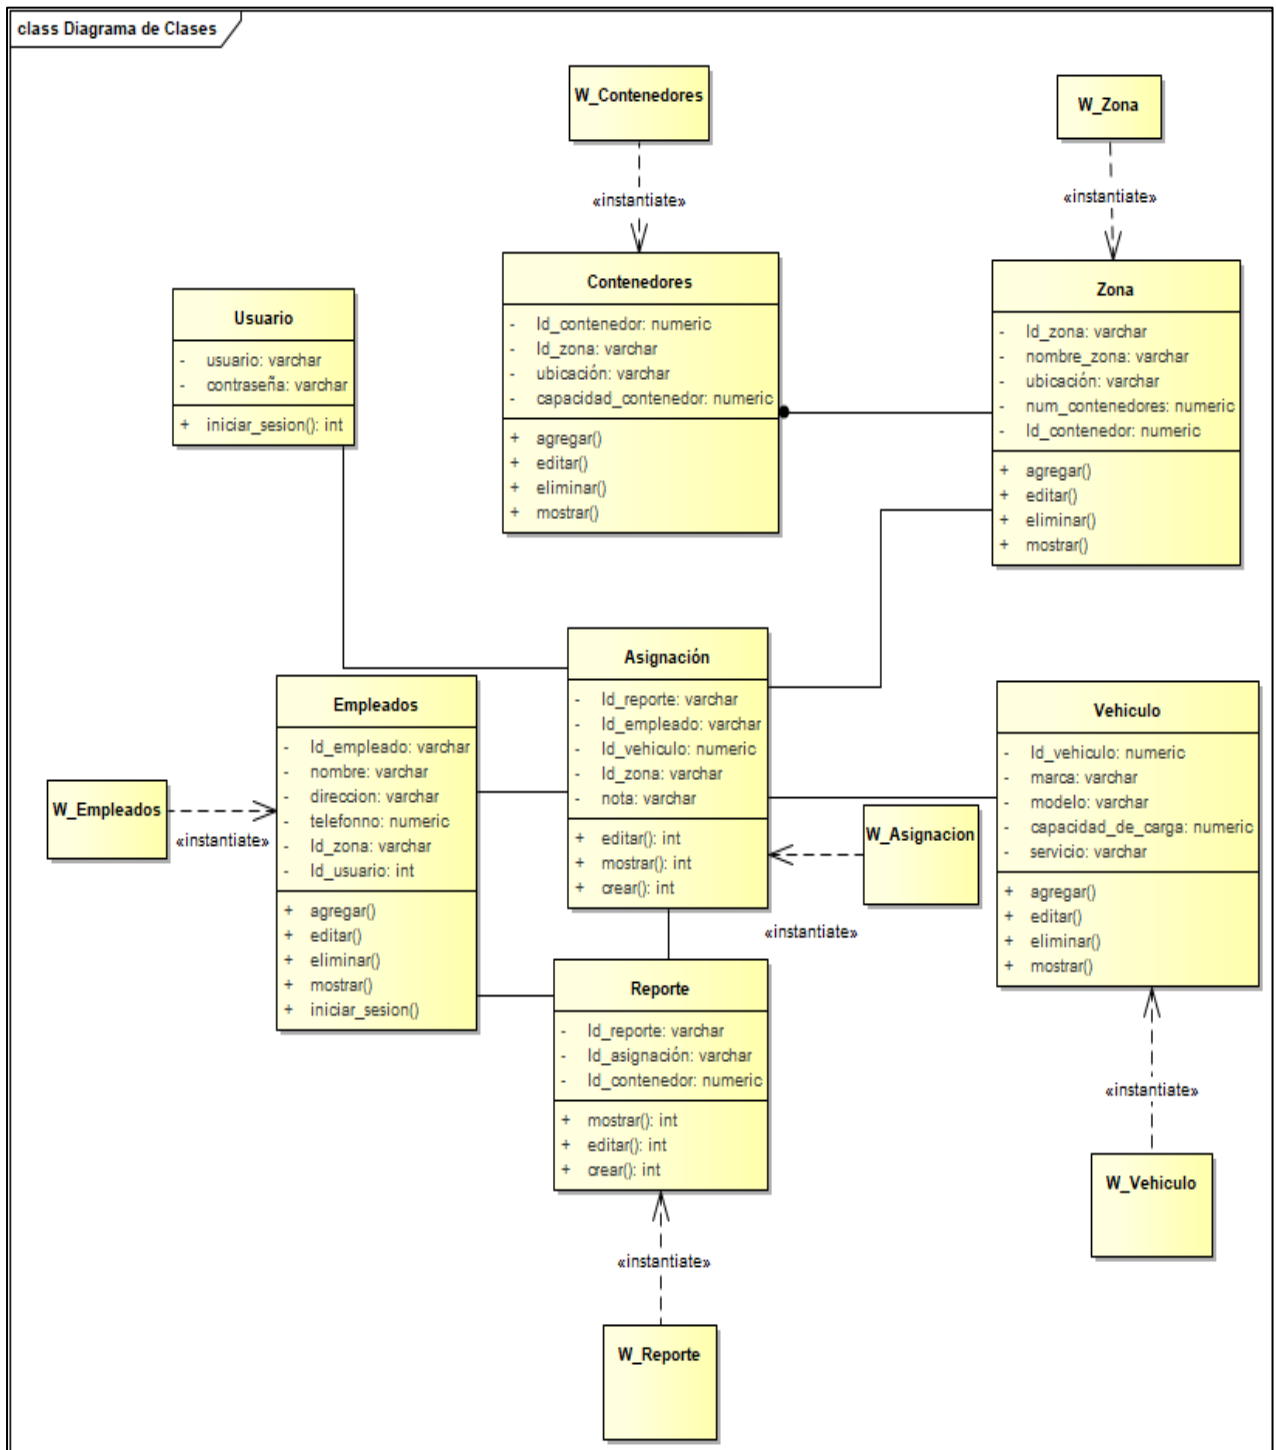 class Diagrama de Clases
W_Contenedores
«instantiate»
W_Zona
«instantiate»
Contenedores
- Id_contenedor: numeric
- Id_zona: varchar
- ubicación: varchar
- capacidad_contenedor: numeric
+ agregar()
+ editar()
+ eliminar()
+ mostrar()
Zona
- Id_zona: varchar
- nombre_zona: varchar
- ubicación: varchar
- num_contenedores: numeric
- Id_contenedor: numeric
+ agregar()
+ editar()
+ eliminar()
+ mostrar()
Usuario
- usuario: varchar
- contraseña: varchar
+ iniciar_sesion(): int
Asignación
- Id_reporte: varchar
- Id_empleado: varchar
- Id_vehiculo: numeric
- Id_zona: varchar
- nota: varchar
+ editar(): int
+ mostrar(): int
+ crear(): int
Empleados
- Id_empleado: varchar
- nombre: varchar
- direccion: varchar
- telefonno: numeric
- Id_zona: varchar
- Id_usuario: int
+ agregar()
+ editar()
+ eliminar()
+ mostrar()
+ iniciar_sesion()
W_Empleados
«instantiate»
Vehiculo
- Id_vehiculo: numeric
- marca: varchar
- modelo: varchar
- capacidad_de_carga: numeric
- servicio: varchar
+ agregar()
+ editar()
+ eliminar()
+ mostrar()
W_Asignacion
«instantiate»
Reporte
- Id_reporte: varchar
- Id_asignación: varchar
- Id_contenedor: numeric
+ mostrar(): int
+ editar(): int
+ crear(): int
«instantiate»
W_Vehiculo
«instantiate»
W_Reporte